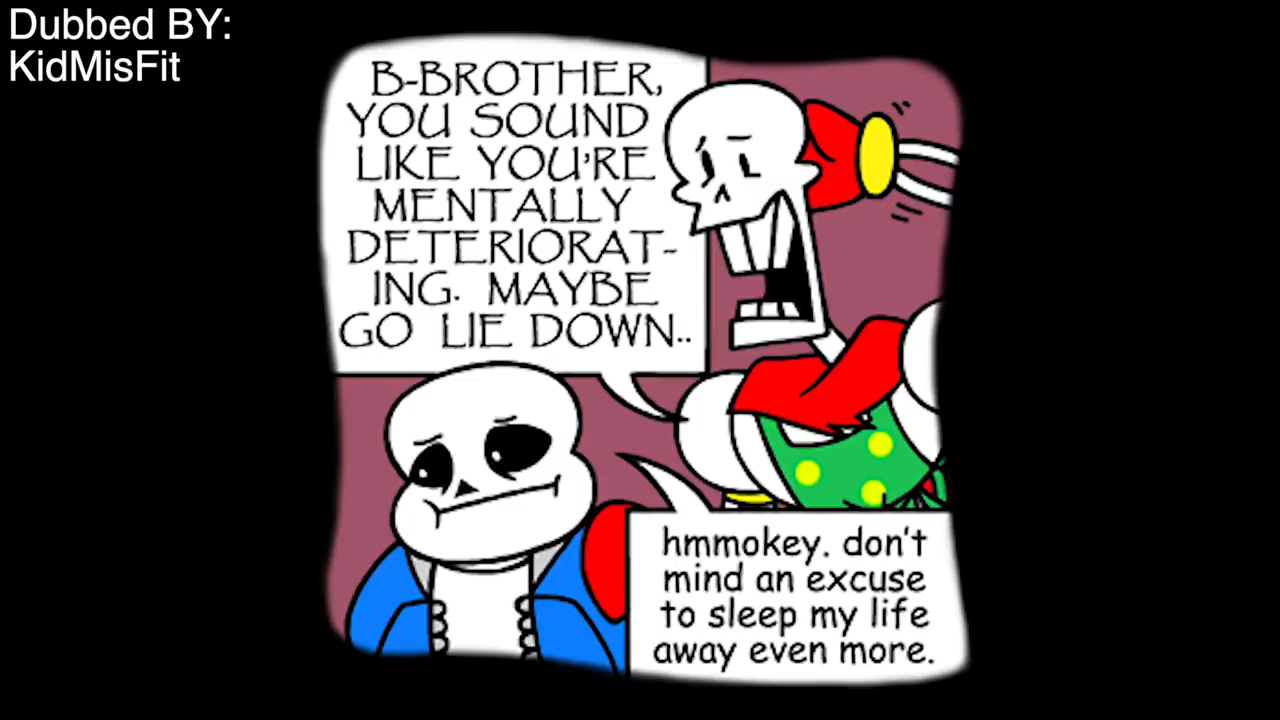 Dubbed BY:
KidMisFit
B-BROTHER,
YOU SOUND
LIKE YOU'RE
MENTALLY
DETERIORAT-
ING. MAYBE
GO LIE DOWN..
hmmokey. don't
mind an excuse
to sleep my life
away even more.